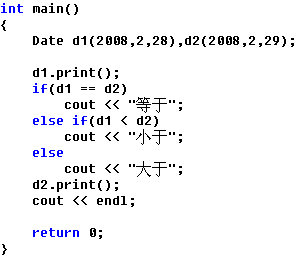 int main()
{
    Date d1(2008,2,28),d2(2008,2,29);

    d1.print();
    if(d1 == d2)
        cout << "等于";
    else if(d1 < d2)
        cout << "小于";
    else
        cout << "大于";
    d2.print();
    cout << endl;

    return 0;
}